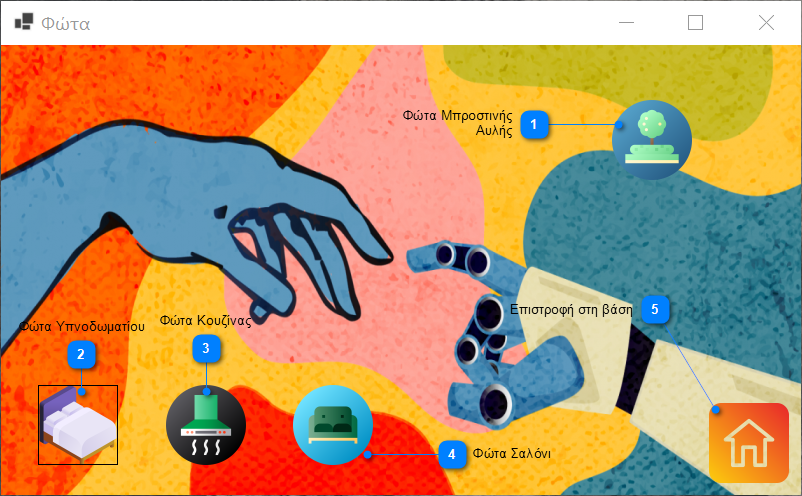 Φώτα
Φώτα Μπροστινής
Αυλής
1
Επιστροφή στη βάση
5
Φώτα Υπνοδωματίου
2
Φώτα Κουζίνας
3
4
Φώτα Σαλόνι